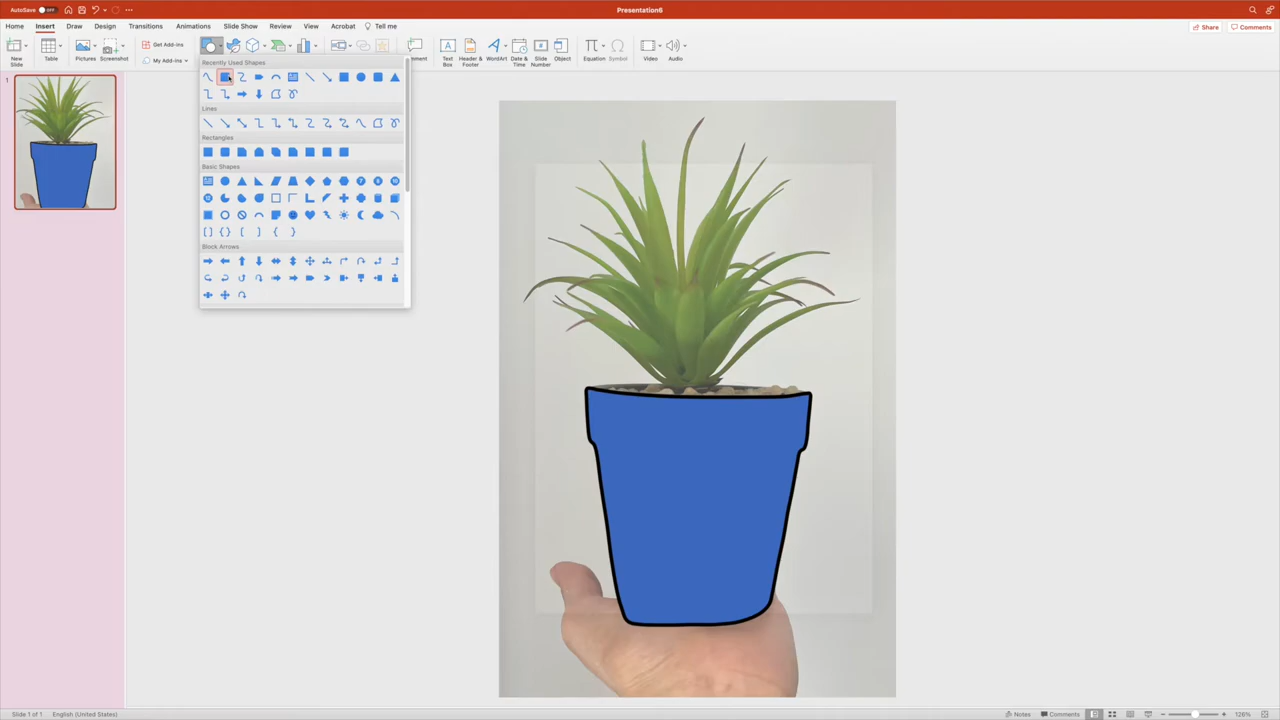 AutoSave OFF
Presentation6
Home Insert Draw Design Transitions Animations Slide Show Review View Acrobat Tell me
Share Comments
New Slide
Table
Pictures
Screenshot
Get Add-ins
My Add-ins
Text Box
Header & Footer
WordArt
Date & Time
Slide Number
Object
Equation
Symbol
Video
Audio
Recently Used Shapes
Lines
Rectangles
Basic Shapes
Block Arrows
1
Slide 1 of 1 English (United States) Notes Comments 126%